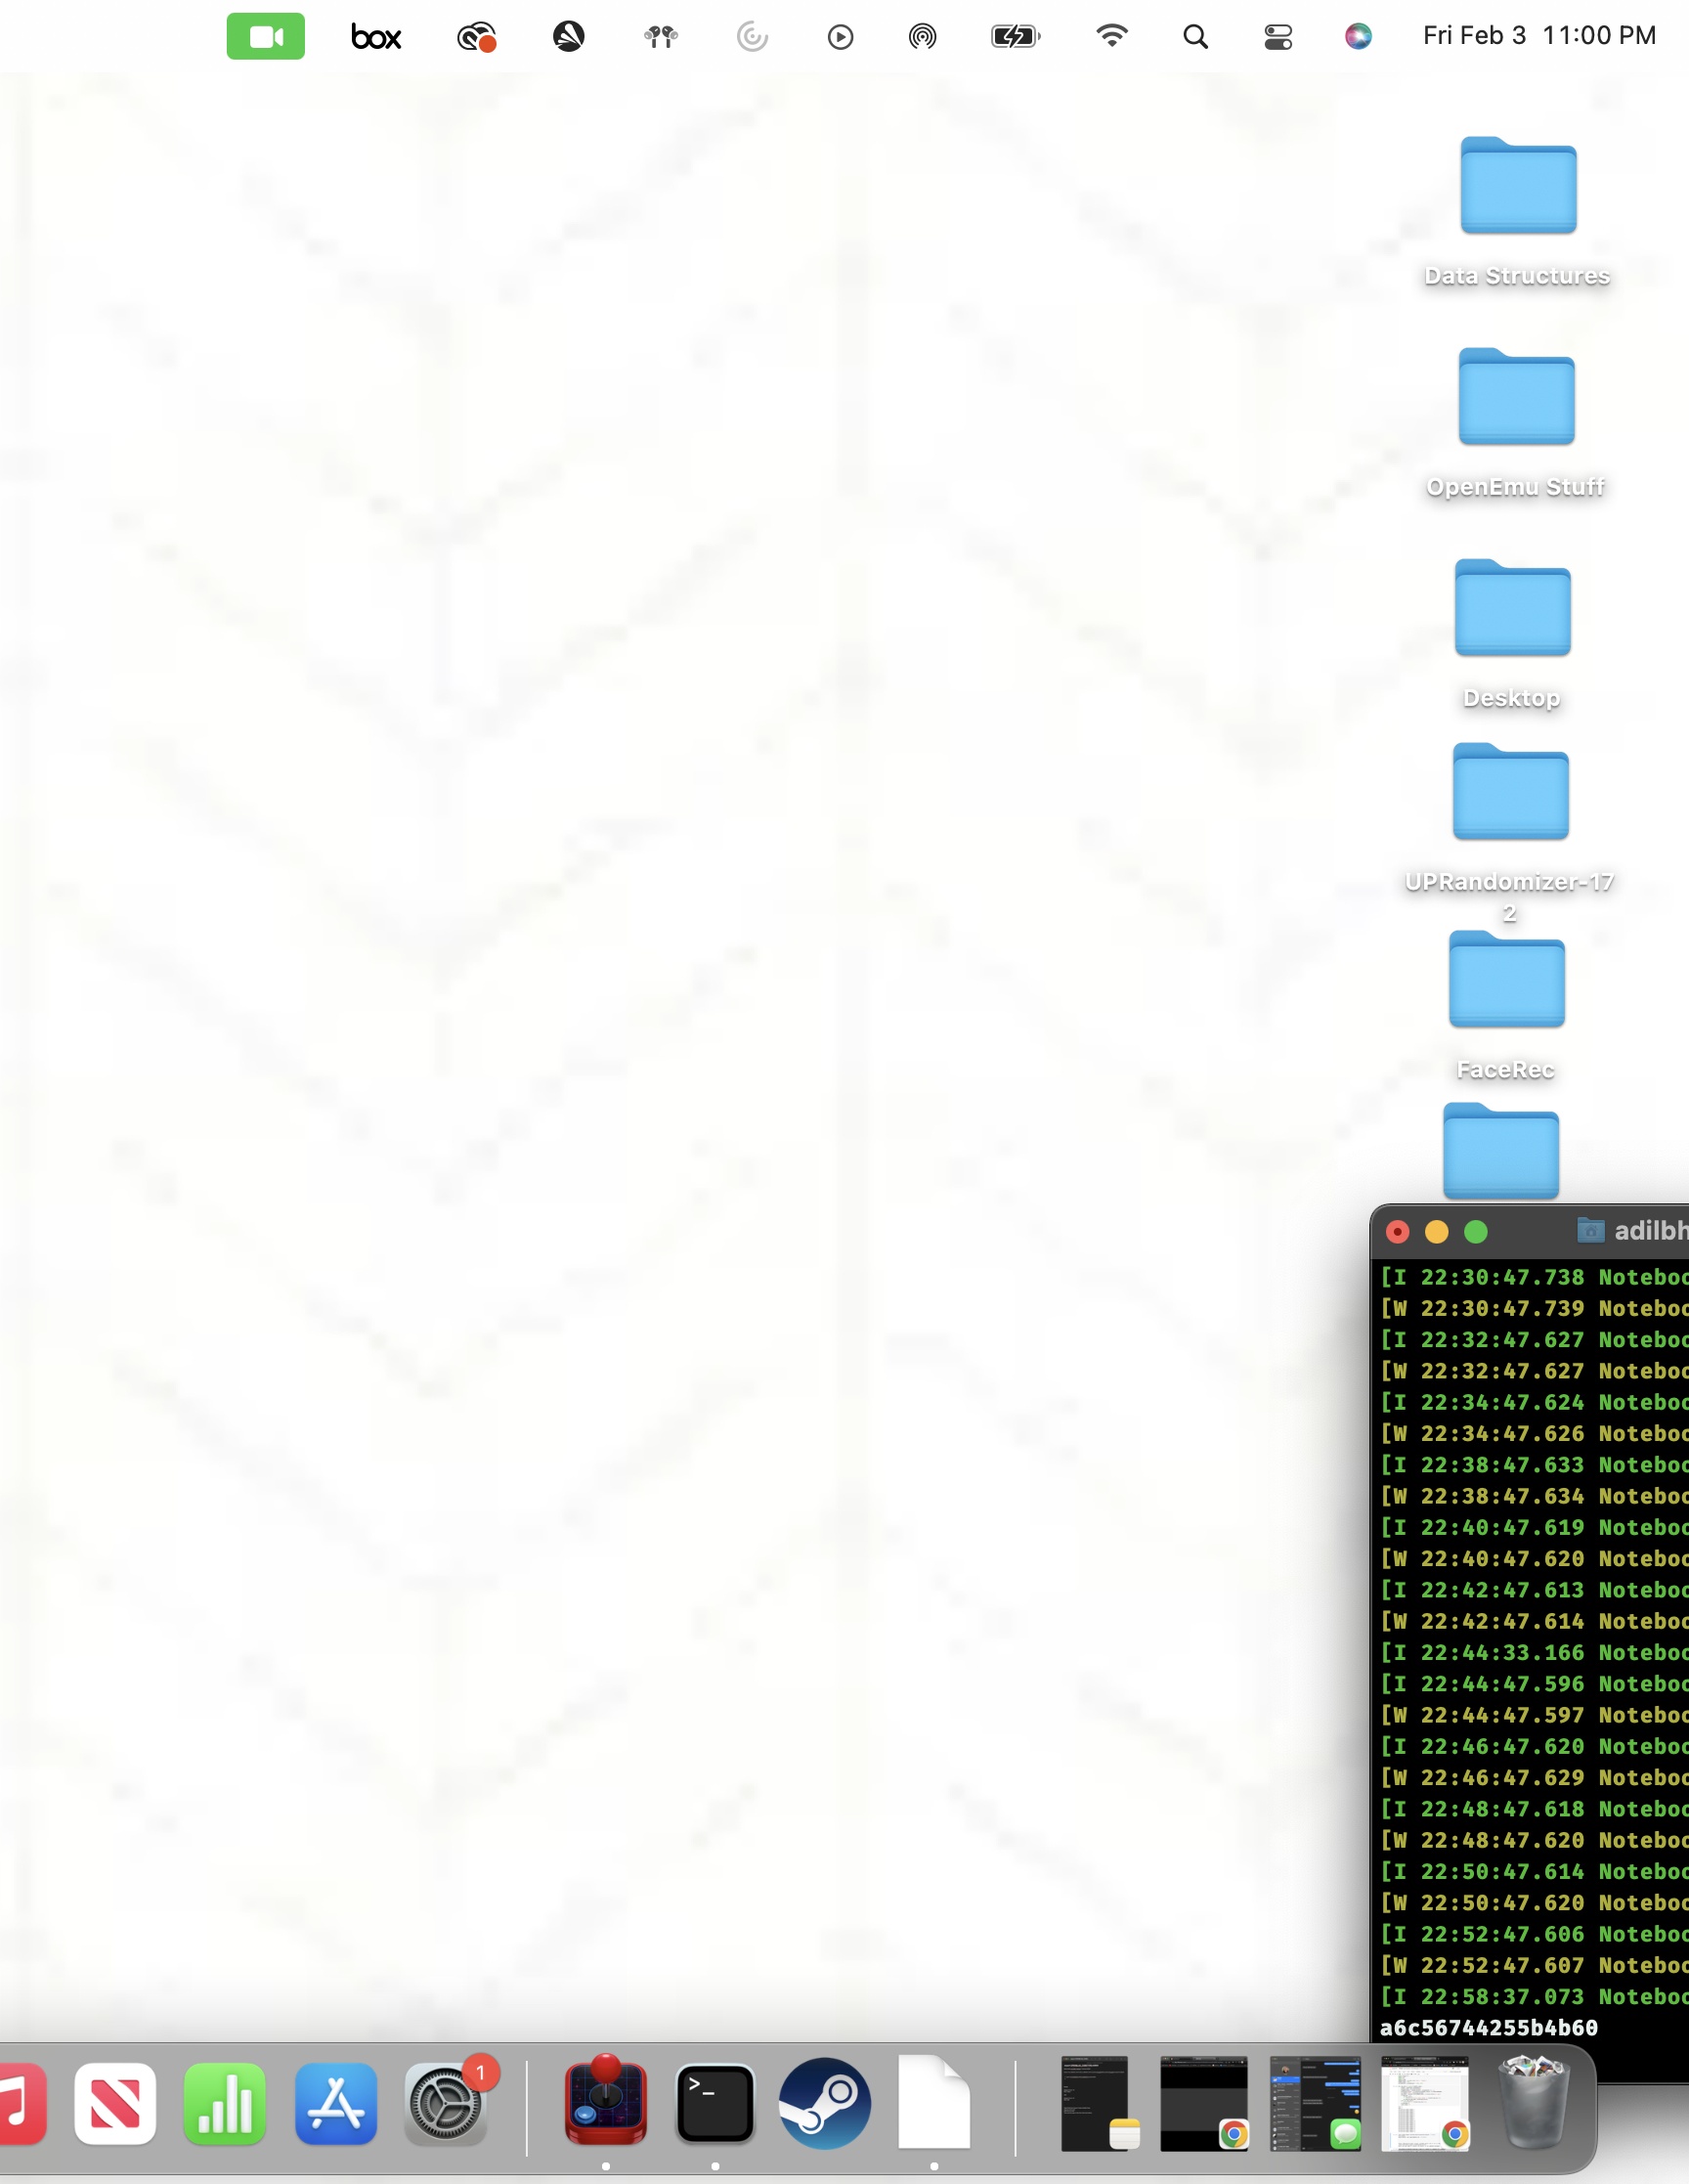 box
Fri Feb 3 11:00 PM
Data Structures
OpenEmu Stuff
Desktop
UPRandomizer-17
2
FaceRec
adilbh
[I 22:30:47.738 Noteboo
[W 22:30:47.739 Noteboo
[I 22:32:47.627 Noteboo
[W 22:32:47.627 Noteboo
[I 22:34:47.624 Noteboo
[W 22:34:47.626 Noteboo
[I 22:38:47.633 Noteboo
[W 22:38:47.634 Noteboo
[I 22:40:47.619 Noteboo
[W 22:40:47.620 Noteboo
[I 22:42:47.613 Noteboo
[W 22:42:47.614 Noteboo
[I 22:44:33.166 Noteboo
[I 22:44:47.596 Noteboo
[W 22:44:47.597 Noteboo
[I 22:46:47.620 Noteboo
[W 22:46:47.629 Noteboo
[I 22:48:47.618 Noteboo
[W 22:48:47.620 Noteboo
[I 22:50:47.614 Noteboo
[W 22:50:47.620 Noteboo
[I 22:52:47.606 Noteboo
[W 22:52:47.607 Noteboo
[I 22:58:37.073 Noteboo
a6c56744255b4b60
1
>_